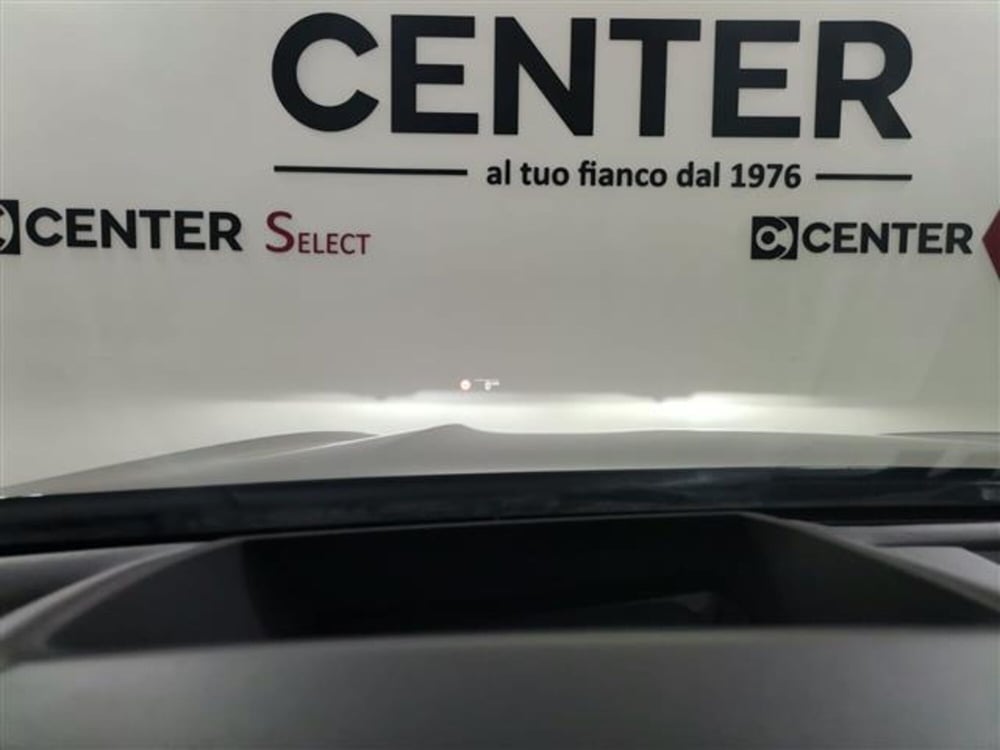 CENTER
al tuo fianco dal 1976
CENTER SELECT
CENTER